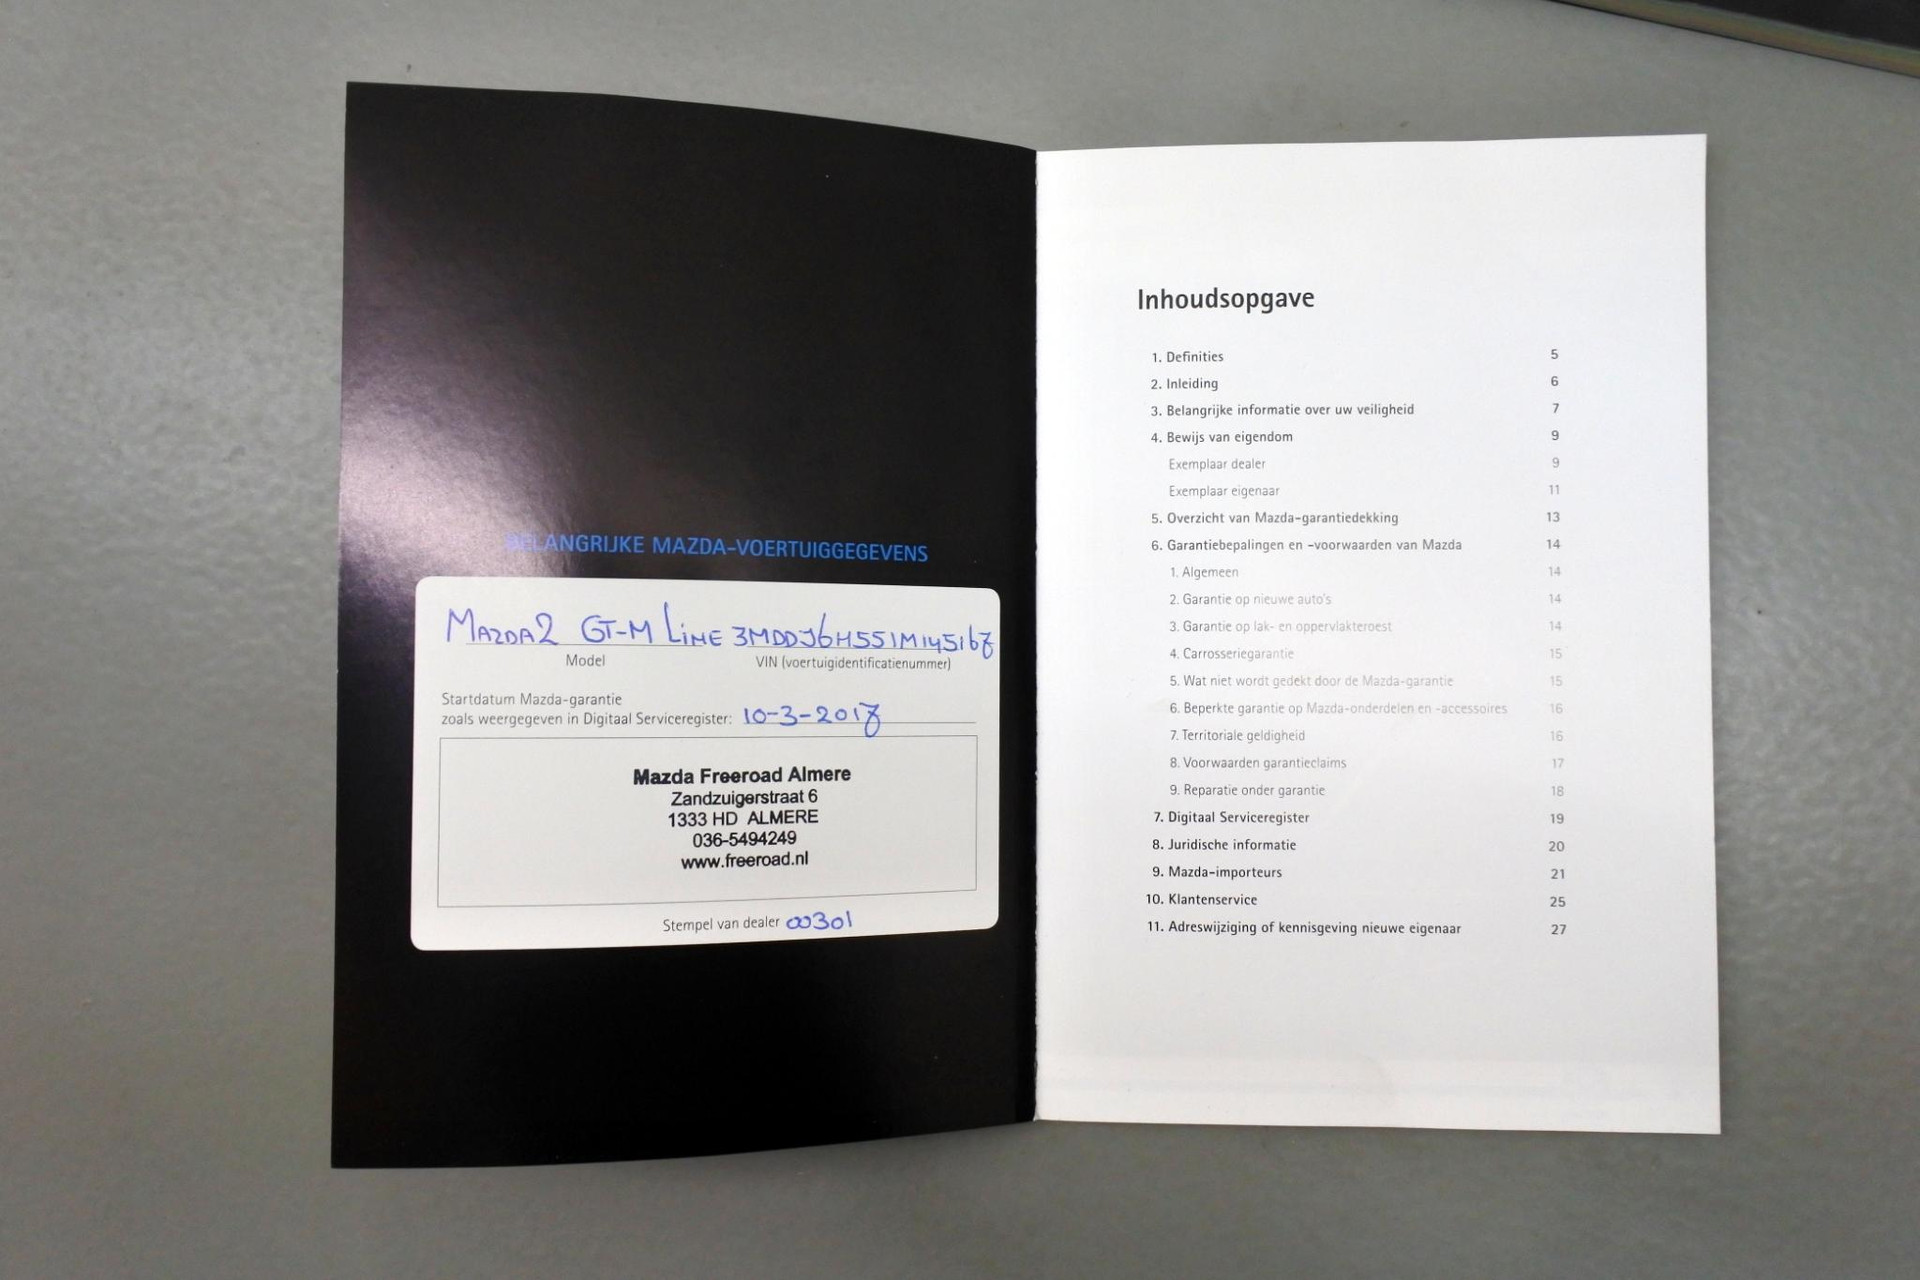 BELANGRIJKE MAZDA-VOERTUIGGEGEVENS
MAZDA2 GT-M LINE 3MDDJ6H551M145167
Model VIN (voertuigidentificatienummer)
Startdatum Mazda-garantie
zoals weergegeven in Digitaal Serviceregister: 10-3-2017
Mazda Freeroad Almere
Zandzuigerstraat 6
1333 HD ALMERE
036-5494249
www.freeroad.nl
Stempel van dealer 00301
Inhoudsopgave
1. Definities 5
2. Inleiding 6
3. Belangrijke informatie over uw veiligheid 7
4. Bewijs van eigendom 9
Exemplaar dealer 9
Exemplaar eigenaar 11
5. Overzicht van Mazda-garantiedekking 13
6. Garantiebepalingen en -voorwaarden van Mazda 14
1. Algemeen 14
2. Garantie op nieuwe auto's 14
3. Garantie op lak- en oppervlakteroest 14
4. Carrosseriegarantie 15
5. Wat niet wordt gedekt door de Mazda-garantie 15
6. Beperkte garantie op Mazda-onderdelen en -accessoires 16
7. Territoriale geldigheid 16
8. Voorwaarden garantieclaims 17
9. Reparatie onder garantie 18
7. Digitaal Serviceregister 19
8. Juridische informatie 20
9. Mazda-importeurs 21
10. Klantenservice 25
11. Adreswijziging of kennisgeving nieuwe eigenaar 27